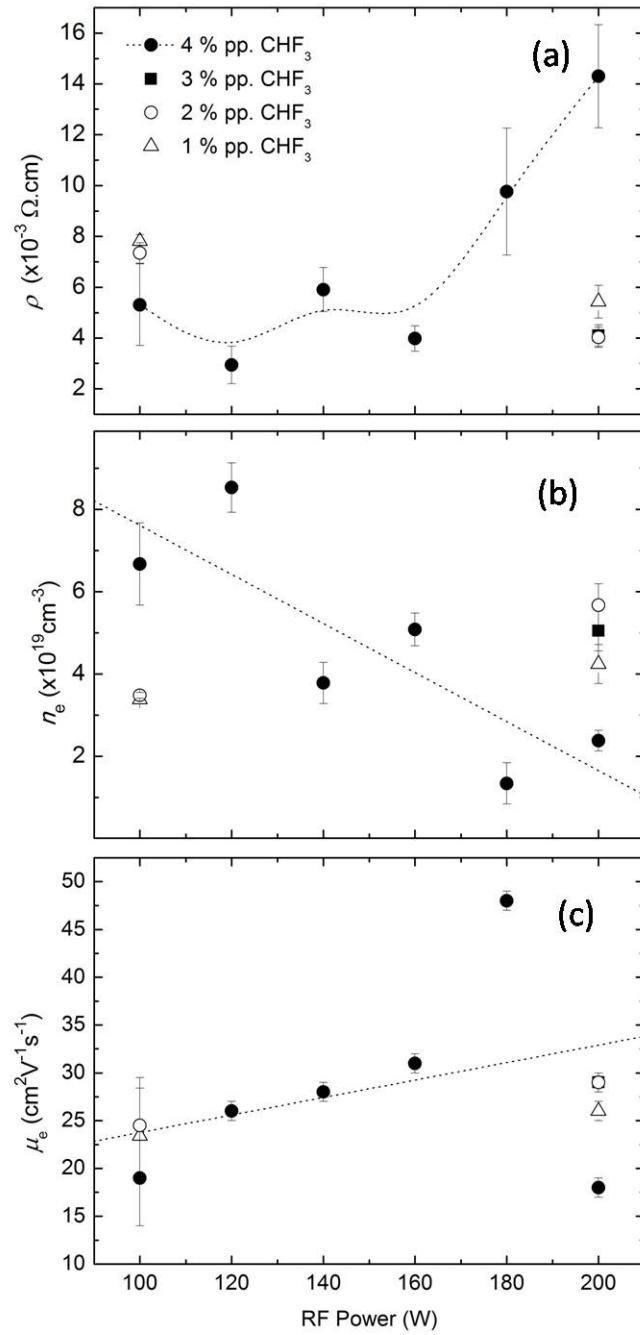 16
14
12
10
8
6
4
2
ρ (x10⁻³ Ω.cm)
4 % pp. CHF₃
3 % pp. CHF₃
2 % pp. CHF₃
1 % pp. CHF₃
(a)
8
6
4
2
nₑ (x10¹⁹cm⁻³)
(b)
50
45
40
35
30
25
20
15
10
μₑ (cm²V⁻¹s⁻¹)
(c)
100 120 140 160 180 200
RF Power (W)